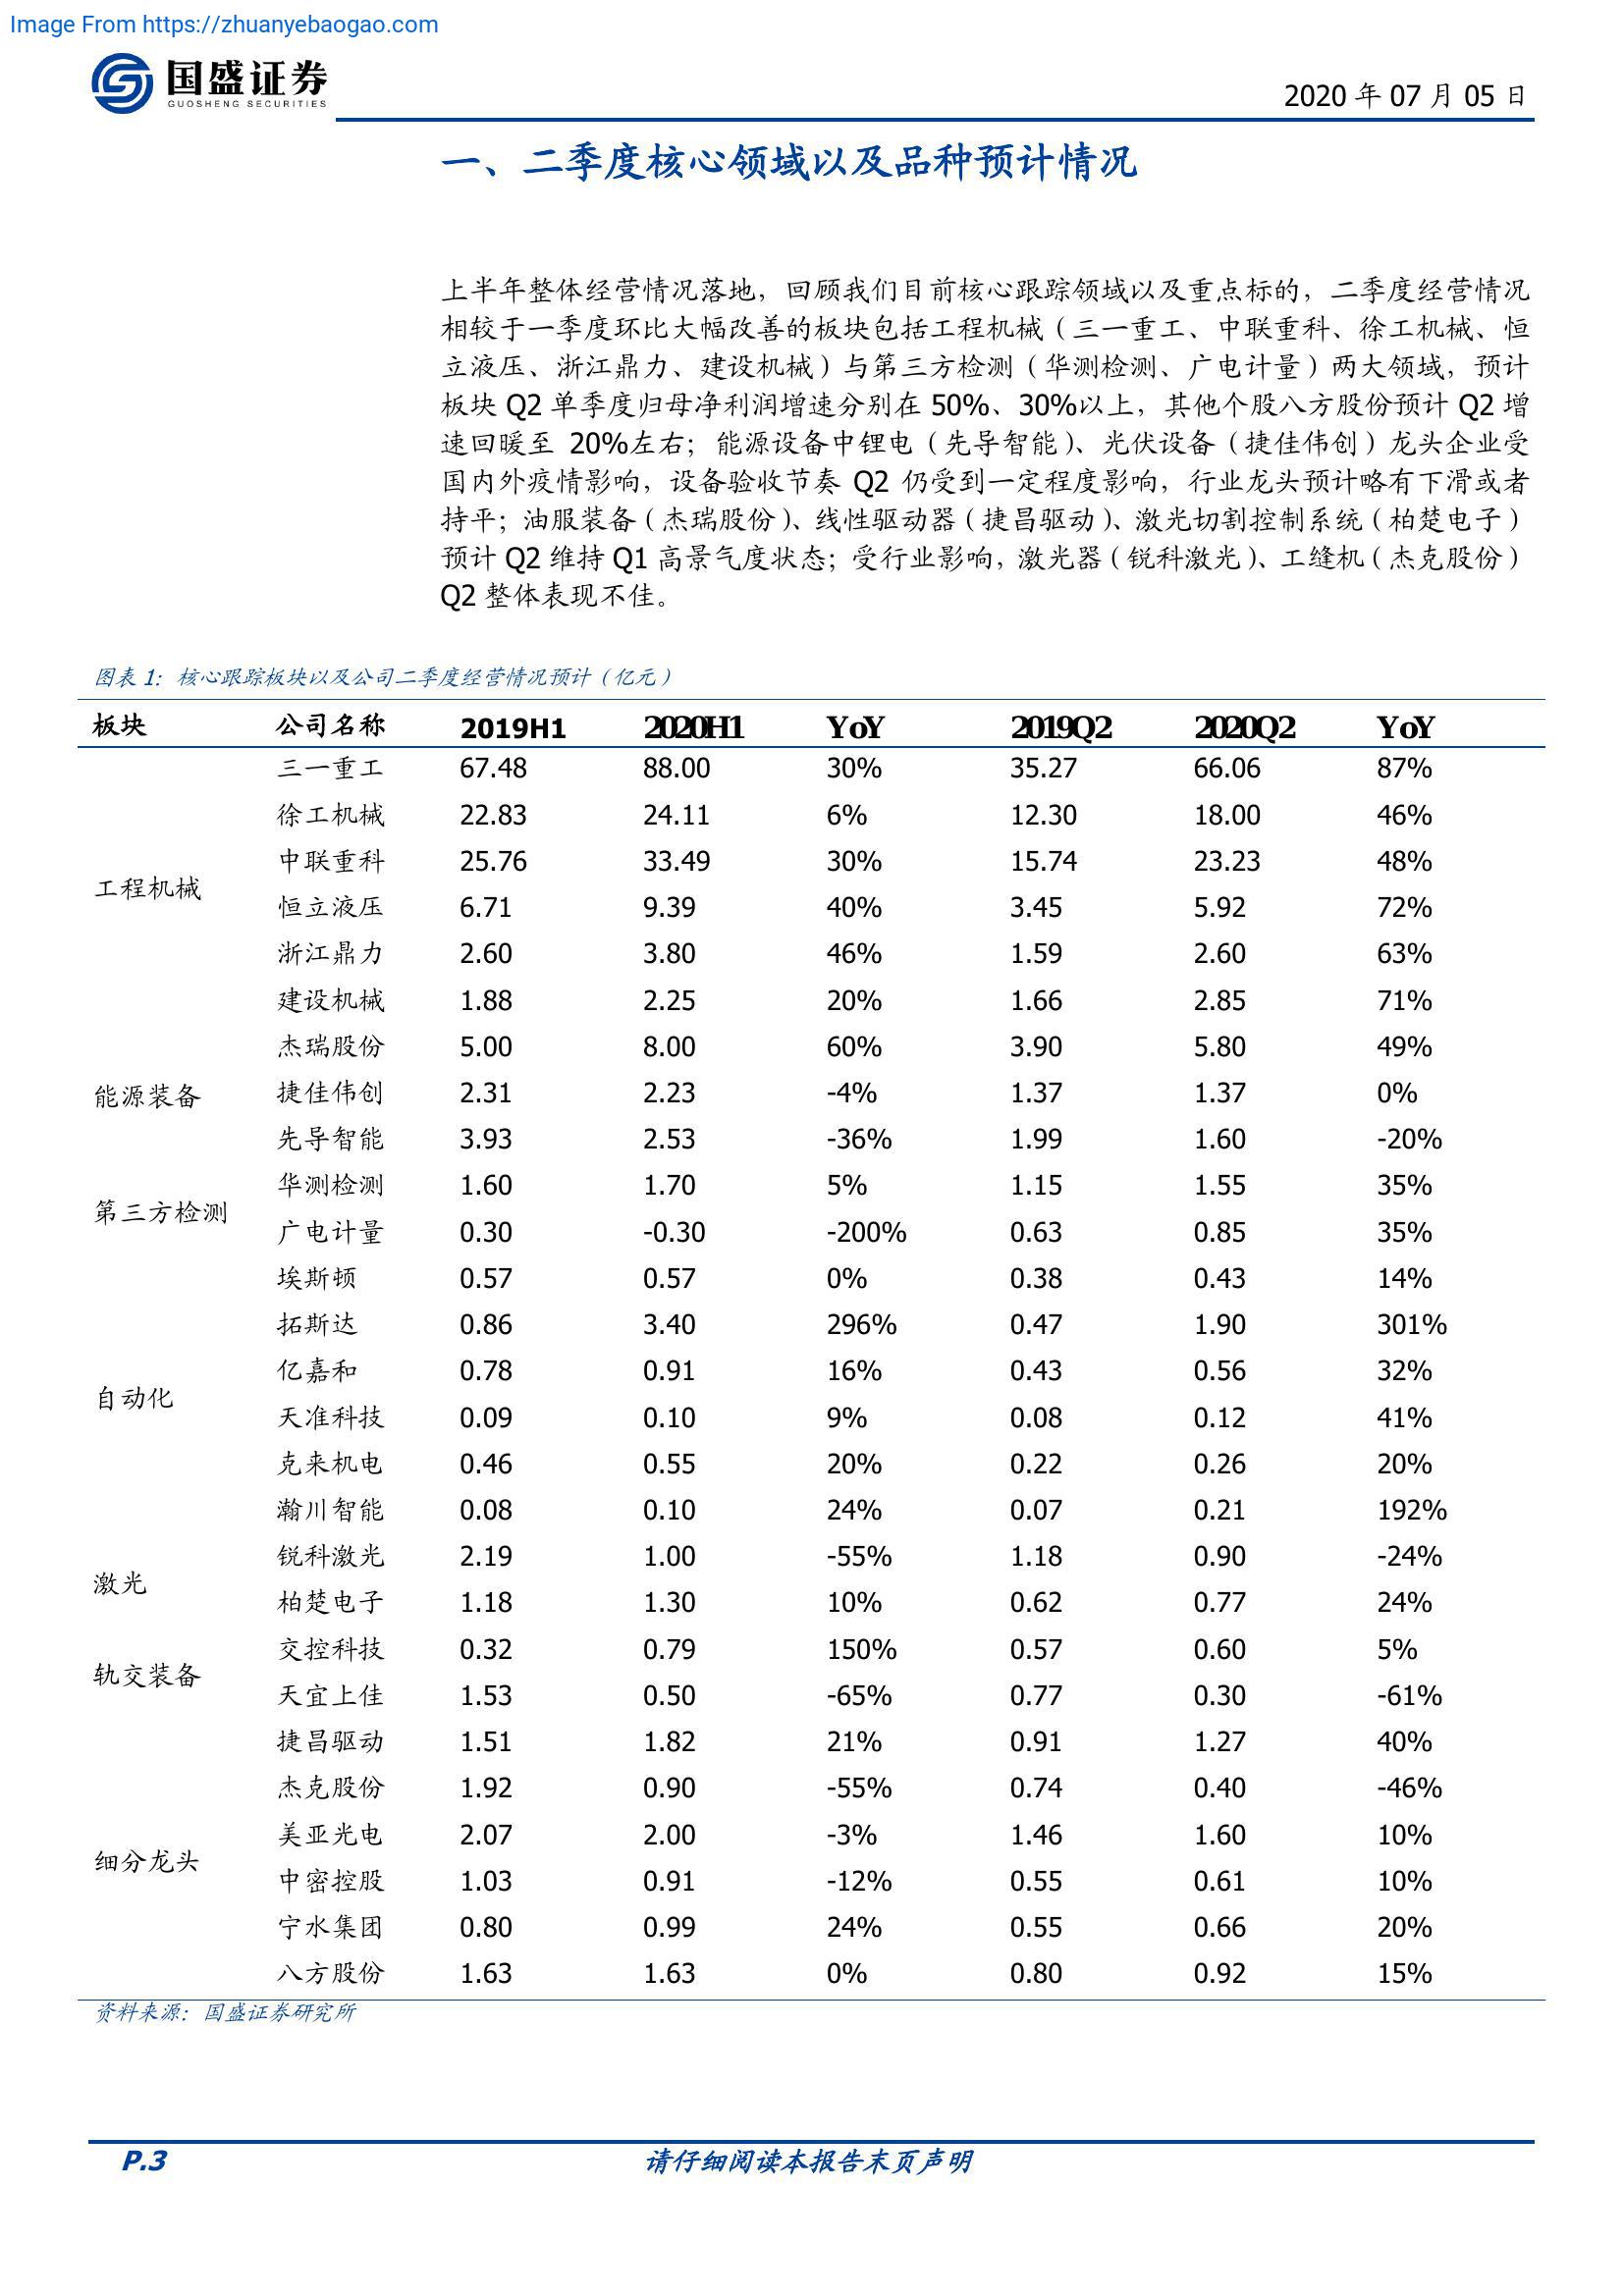 Image From https://zhuanyebaogao.com
国盛证券
GUOSHENG SECURITIES
2020 年 07 月 05 日
一、二季度核心领域以及品种预计情况
上半年整体经营情况落地，回顾我们目前核心跟踪领域以及重点标的，二季度经营情况
相较于一季度环比大幅改善的板块包括工程机械（三一重工、中联重科、徐工机械、恒
立液压、浙江鼎力、建设机械）与第三方检测（华测检测、广电计量）两大领域，预计
板块 Q2 单季度归母净利润增速分别在 50%、30%以上，其他个股八方股份预计 Q2 增
速回暖至 20%左右；能源设备中锂电（先导智能）、光伏设备（捷佳伟创）龙头企业受
国内外疫情影响，设备验收节奏 Q2 仍受到一定程度影响，行业龙头预计略有下滑或者
持平；油服装备（杰瑞股份）、线性驱动器（捷昌驱动）、激光切割控制系统（柏楚电子）
预计 Q2 维持 Q1 高景气度状态；受行业影响，激光器（锐科激光）、工缝机（杰克股份）
Q2 整体表现不佳。
图表 1：核心跟踪板块以及公司二季度经营情况预计（亿元）
板块 公司名称 2019H1 2020H1 YoY 2019Q2 2020Q2 YoY
三一重工 67.48 88.00 30% 35.27 66.06 87%
徐工机械 22.83 24.11 6% 12.30 18.00 46%
中联重科 25.76 33.49 30% 15.74 23.23 48%
工程机械
恒立液压 6.71 9.39 40% 3.45 5.92 72%
浙江鼎力 2.60 3.80 46% 1.59 2.60 63%
建设机械 1.88 2.25 20% 1.66 2.85 71%
杰瑞股份 5.00 8.00 60% 3.90 5.80 49%
能源装备 捷佳伟创 2.31 2.23 -4% 1.37 1.37 0%
先导智能 3.93 2.53 -36% 1.99 1.60 -20%
华测检测 1.60 1.70 5% 1.15 1.55 35%
第三方检测
广电计量 0.30 -0.30 -200% 0.63 0.85 35%
埃斯顿 0.57 0.57 0% 0.38 0.43 14%
拓斯达 0.86 3.40 296% 0.47 1.90 301%
亿嘉和 0.78 0.91 16% 0.43 0.56 32%
自动化
天准科技 0.09 0.10 9% 0.08 0.12 41%
克来机电 0.46 0.55 20% 0.22 0.26 20%
瀚川智能 0.08 0.10 24% 0.07 0.21 192%
锐科激光 2.19 1.00 -55% 1.18 0.90 -24%
激光
柏楚电子 1.18 1.30 10% 0.62 0.77 24%
交控科技 0.32 0.79 150% 0.57 0.60 5%
轨交装备
天宜上佳 1.53 0.50 -65% 0.77 0.30 -61%
捷昌驱动 1.51 1.82 21% 0.91 1.27 40%
杰克股份 1.92 0.90 -55% 0.74 0.40 -46%
美亚光电 2.07 2.00 -3% 1.46 1.60 10%
细分龙头
中密控股 1.03 0.91 -12% 0.55 0.61 10%
宁水集团 0.80 0.99 24% 0.55 0.66 20%
八方股份 1.63 1.63 0% 0.80 0.92 15%
资料来源：国盛证券研究所
P.3 请仔细阅读本报告末页声明